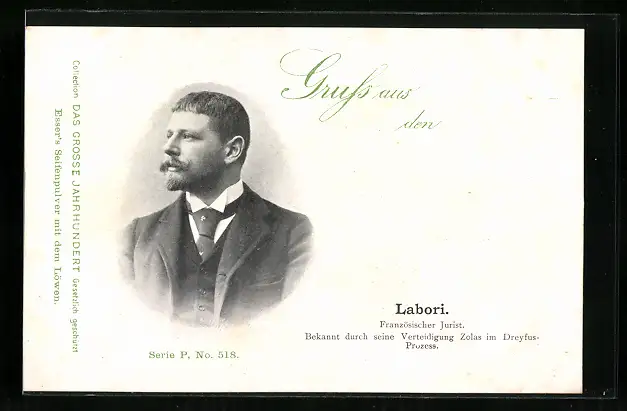 Collection DAS GROSSE JAHRHUNDERT Gesetzlich geschützt
Esser's Seifenpulver mit dem Löwen.
Gruss aus
den
Labori.
Französischer Jurist.
Bekannt durch seine Verteidigung Zolas im Dreyfus-
Prozess.
Serie P, No. 518.